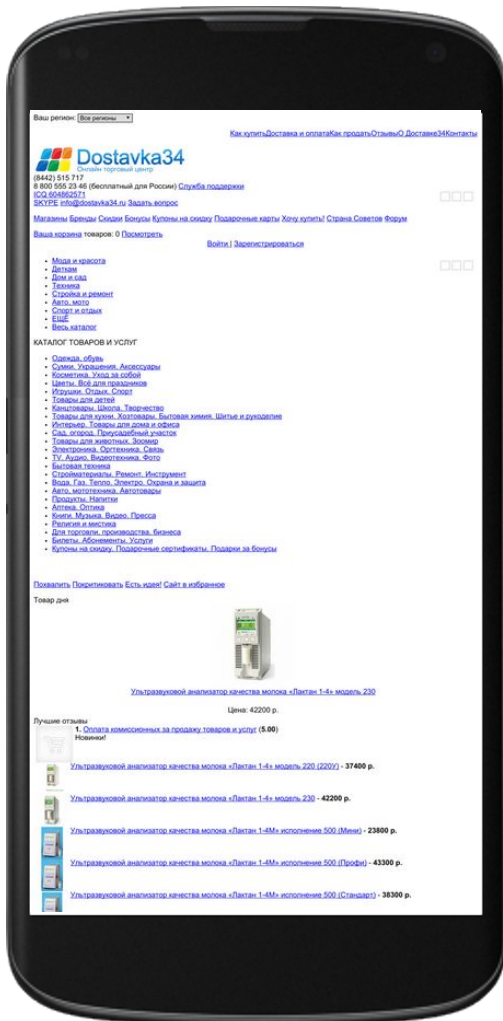 Ваш регион: Все регионы
Как купитьДоставка и оплатаКак продатьОтзывыО Доставке34Контакты
Dostavka34
Онлайн торговый центр
(8442) 515 717
8 800 555 23 46 (бесплатный для России) Служба поддержки
ICQ 604862571
SKYPE info@dostavka34.ru Задать вопрос
Магазины Бренды Скидки Бонусы Купоны на скидку Подарочные карты Хочу купить! Страна Советов Форум
Ваша корзина товаров: 0 Посмотреть
Войти | Зарегистрироваться
Мода и красота
Деткам
Дом и сад
Техника
Стройка и ремонт
Авто, мото
Спорт и отдых
ЕЩЁ
Весь каталог
КАТАЛОГ ТОВАРОВ И УСЛУГ
Одежда, обувь
Сумки. Украшения. Аксессуары
Косметика. Уход за собой
Цветы. Всё для праздников
Игрушки. Отдых. Спорт
Товары для детей
Канцтовары. Школа. Творчество
Товары для кухни. Хозтовары. Бытовая химия. Шитье и рукоделие
Интерьер. Товары для дома и офиса
Сад, огород. Приусадебный участок
Товары для животных. Зоомир
Электроника. Оргтехника. Связь
TV. Аудио. Видеотехника. Фото
Бытовая техника
Стройматериалы. Ремонт. Инструмент
Вода. Газ. Тепло. Электро. Охрана и защита
Авто, мототехника. Автотовары
Продукты. Напитки
Аптека. Оптика
Книги. Музыка. Видео. Пресса
Религия и мистика
Для торговли, производства, бизнеса
Билеты. Абонементы. Услуги
Купоны на скидку. Подарочные сертификаты. Подарки за бонусы
Похвалить Покритиковать Есть идея! Сайт в избранное
Товар дня
Ультразвуковой анализатор качества молока «Лактан 1-4» модель 230
Цена: 42200 р.
Лучшие отзывы
1. Оплата комиссионных за продажу товаров и услуг (5.00)
Новинки!
Ультразвуковой анализатор качества молока «Лактан 1-4» модель 220 (220У) - 37400 р.
Ультразвуковой анализатор качества молока «Лактан 1-4» модель 230 - 42200 р.
Ультразвуковой анализатор качества молока «Лактан 1-4М» исполнение 500 (Мини) - 23800 р.
Ультразвуковой анализатор качества молока «Лактан 1-4М» исполнение 500 (Профи) - 43300 р.
Ультразвуковой анализатор качества молока «Лактан 1-4М» исполнение 500 (Стандарт) - 38300 р.